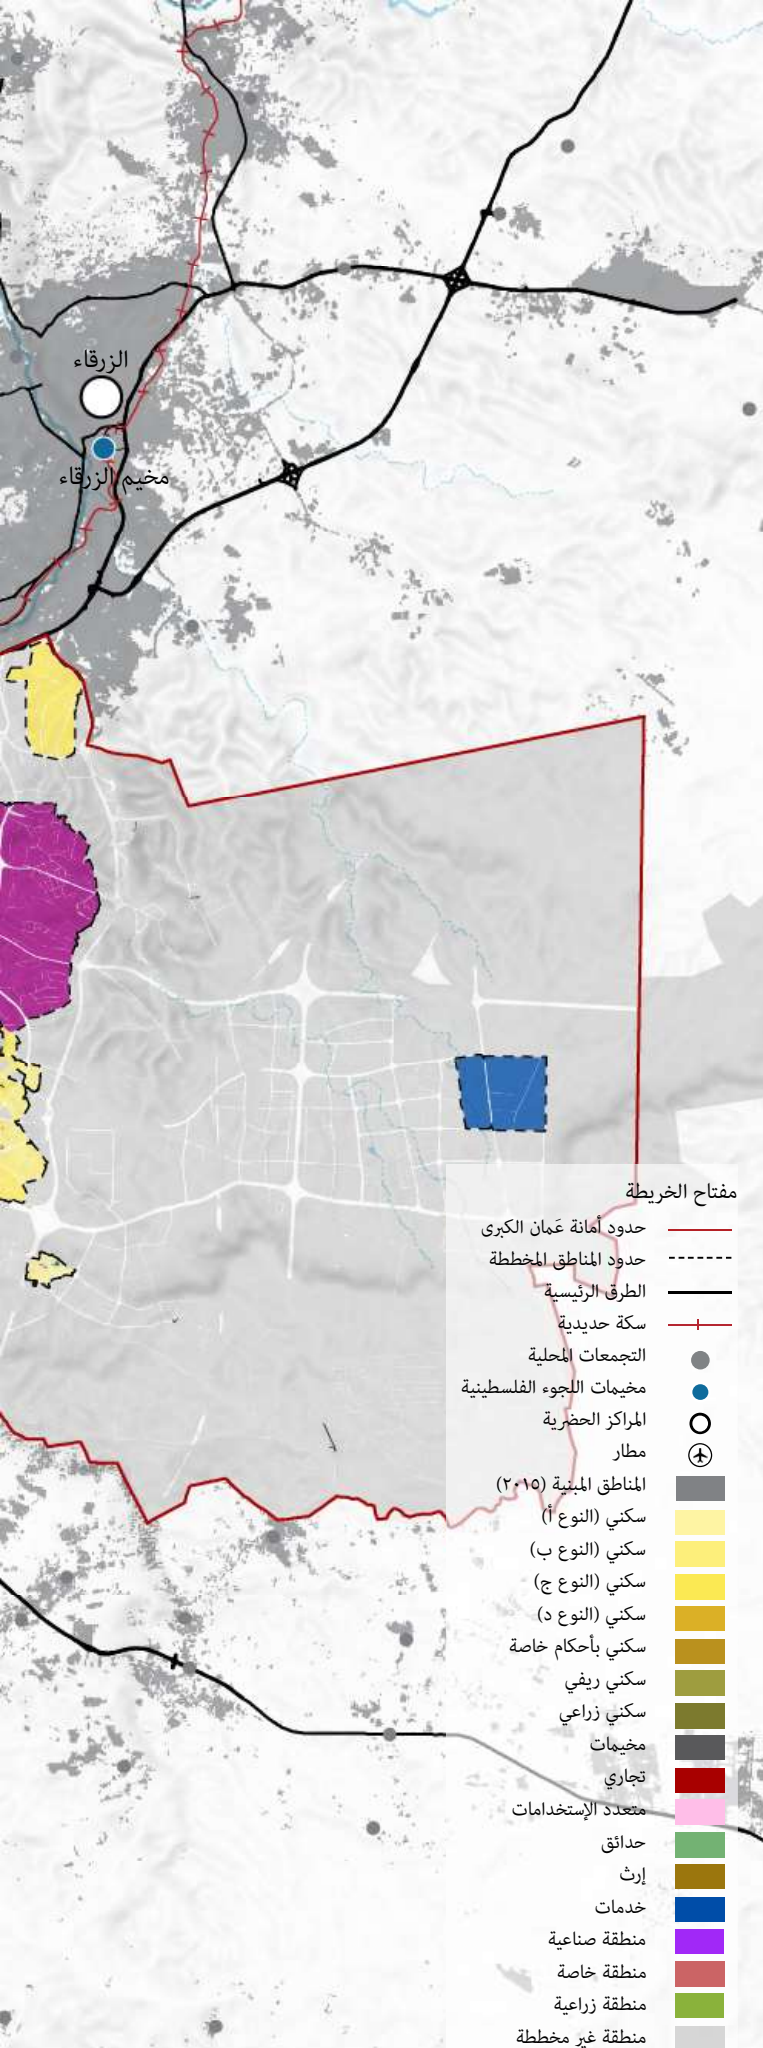 الزرقاء
مخيم الزرقاء
مفتاح الخريطة
حدود أمانة عَمان الكبرى
حدود المناطق المخططة
الطرق الرئيسية
سكة حديدية
التجمعات المحلية
مخيمات اللجوء الفلسطينية
المراكز الحضرية
مطار
المناطق المبنية (٢٠١٥)
سكني (النوع أ)
سكني (النوع ب)
سكني (النوع ج)
سكني (النوع د)
سكني بأحكام خاصة
سكني ريفي
سكني زراعي
مخيمات
تجاري
متعدد الإستخدامات
حدائق
إرث
خدمات
منطقة صناعية
منطقة خاصة
منطقة زراعية
منطقة غير مخططة